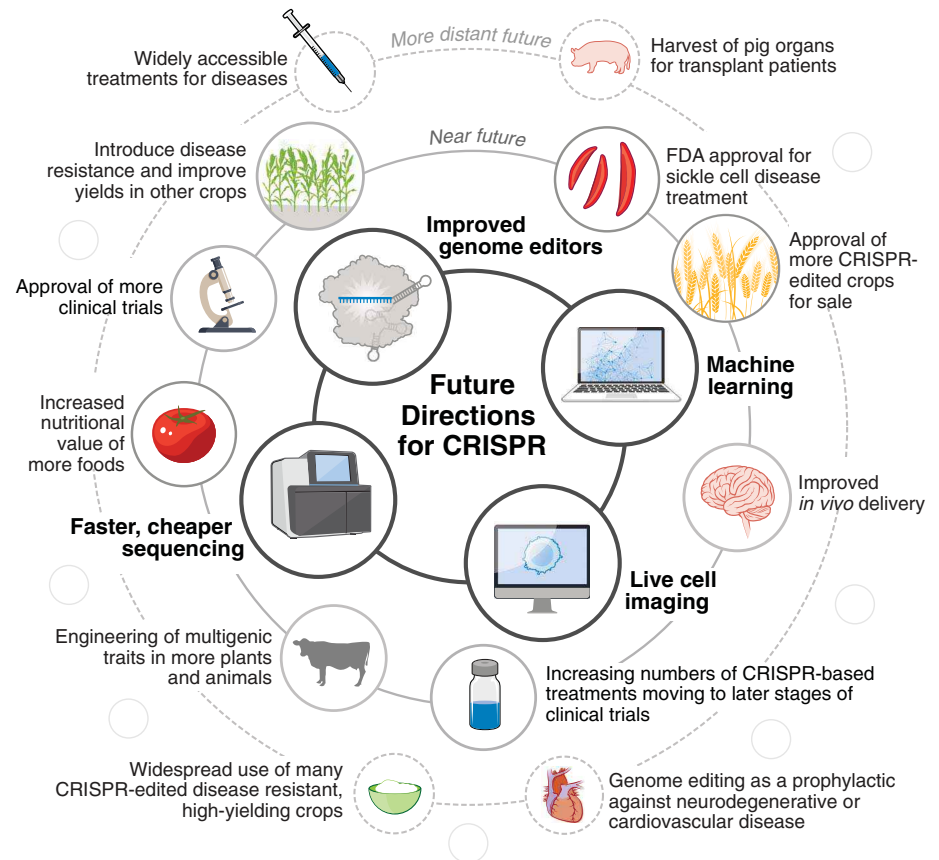 More distant future
Widely accessible
treatments for diseases
Harvest of pig organs
for transplant patients
Near future
Introduce disease
resistance and improve
yields in other crops
FDA approval for
sickle cell disease
treatment
Improved
genome editors
Approval of
more CRISPR-
edited crops
for sale
Approval of more
clinical trials
Machine
learning
Future
Directions
for CRISPR
Increased
nutritional
value of
more foods
Improved
in vivo delivery
Faster, cheaper
sequencing
Live cell
imaging
Engineering of multigenic
traits in more plants
and animals
Increasing numbers of CRISPR-based
treatments moving to later stages of
clinical trials
Widespread use of many
CRISPR-edited disease resistant,
high-yielding crops
Genome editing as a prophylactic
against neurodegenerative or
cardiovascular disease